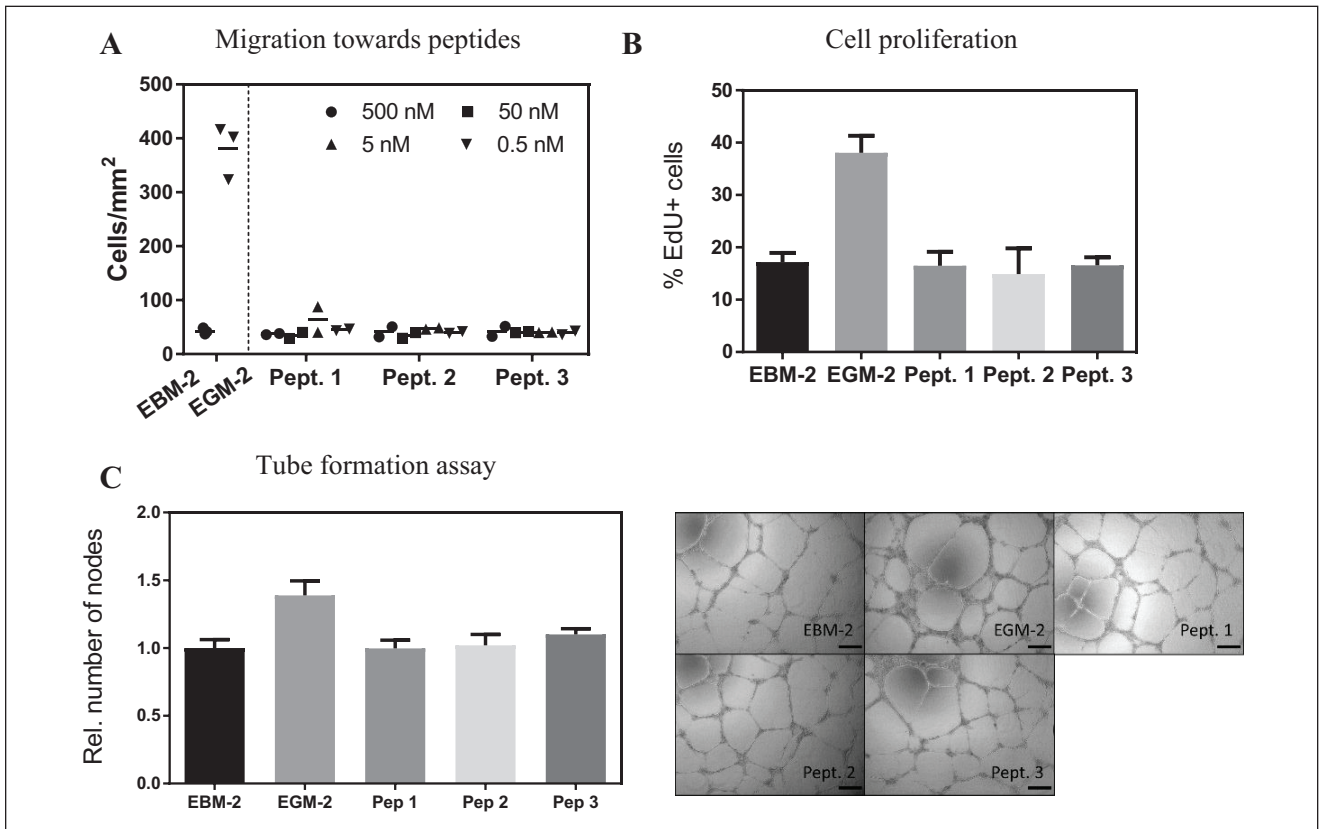 A Migration towards peptides
500
400
300
200
100
0
Cells/mm²
500 nM 50 nM
5 nM 0.5 nM
EBM-2 EGM-2 Pept. 1 Pept. 2 Pept. 3
B Cell proliferation
50
40
30
20
10
0
% EdU+ cells
EBM-2 EGM-2 Pept. 1 Pept. 2 Pept. 3
C Tube formation assay
2.0
1.5
1.0
0.5
0.0
Rel. number of nodes
EBM-2 EGM-2 Pep 1 Pep 2 Pep 3
EBM-2 EGM-2 Pept. 1
Pept. 2 Pept. 3